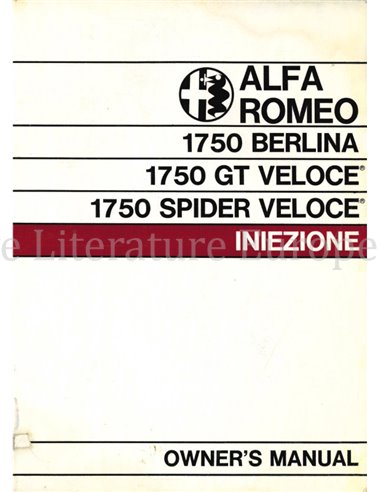 ALFA
ROMEO
1750 BERLINA
1750 GT VELOCE®
1750 SPIDER VELOCE®
INIEZIONE
e Literature Europe
OWNER'S MANUAL